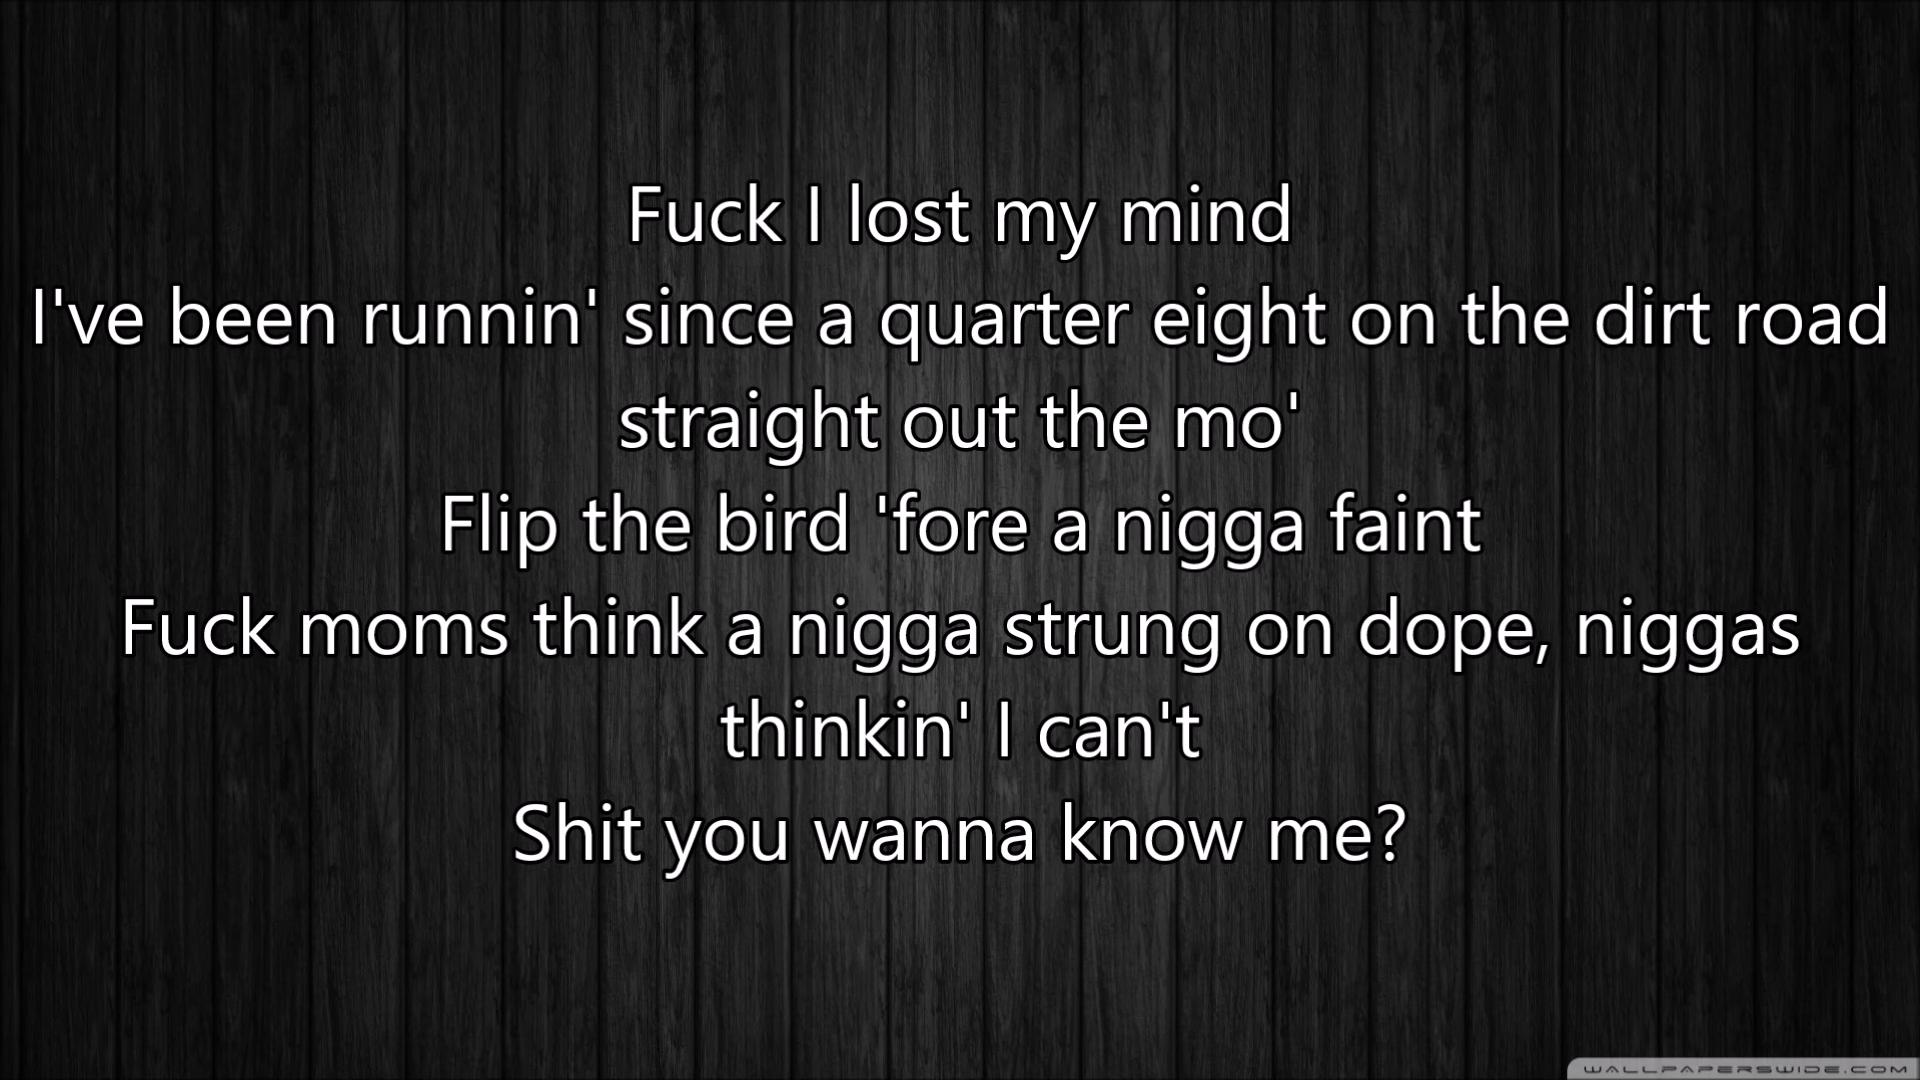 Fuck I lost my mind
I've been runnin' since a quarter eight on the dirt road
straight out the mo'
Flip the bird 'fore a nigga faint
Fuck moms think a nigga strung on dope, niggas
thinkin' I can't
Shit you wanna know me?
WALLPAPERSWIDE.COM